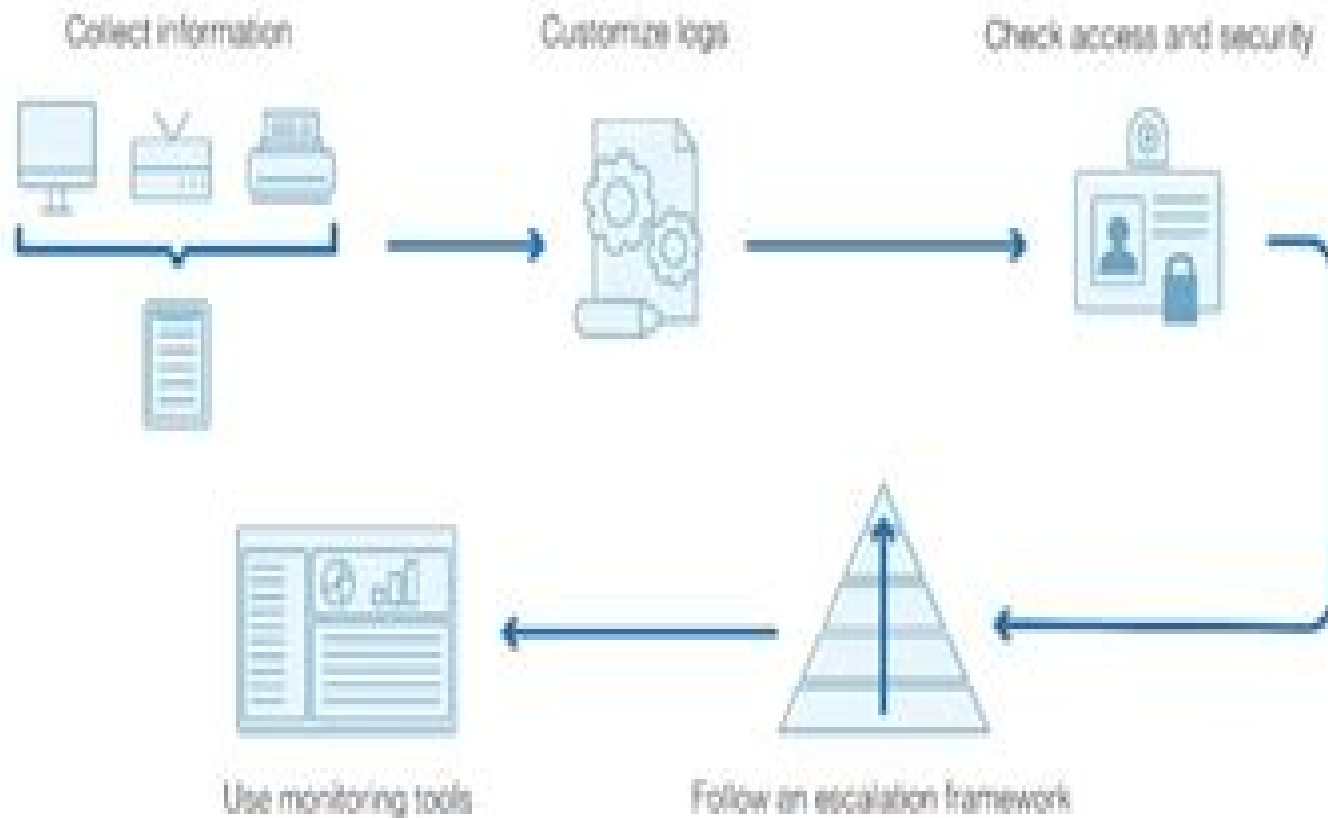 Collect information
Customize logs
Check access and security
Follow an escalation framework
Use monitoring tools